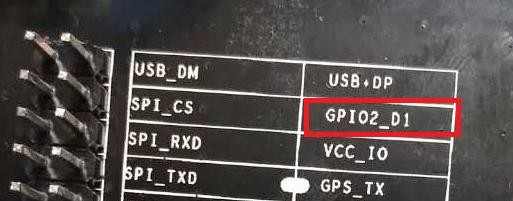 USB_DM USB+DP
SPI_CS GPIO2_D1
SPI_RXD VCC_IO
SPI_TXD GPS_TX